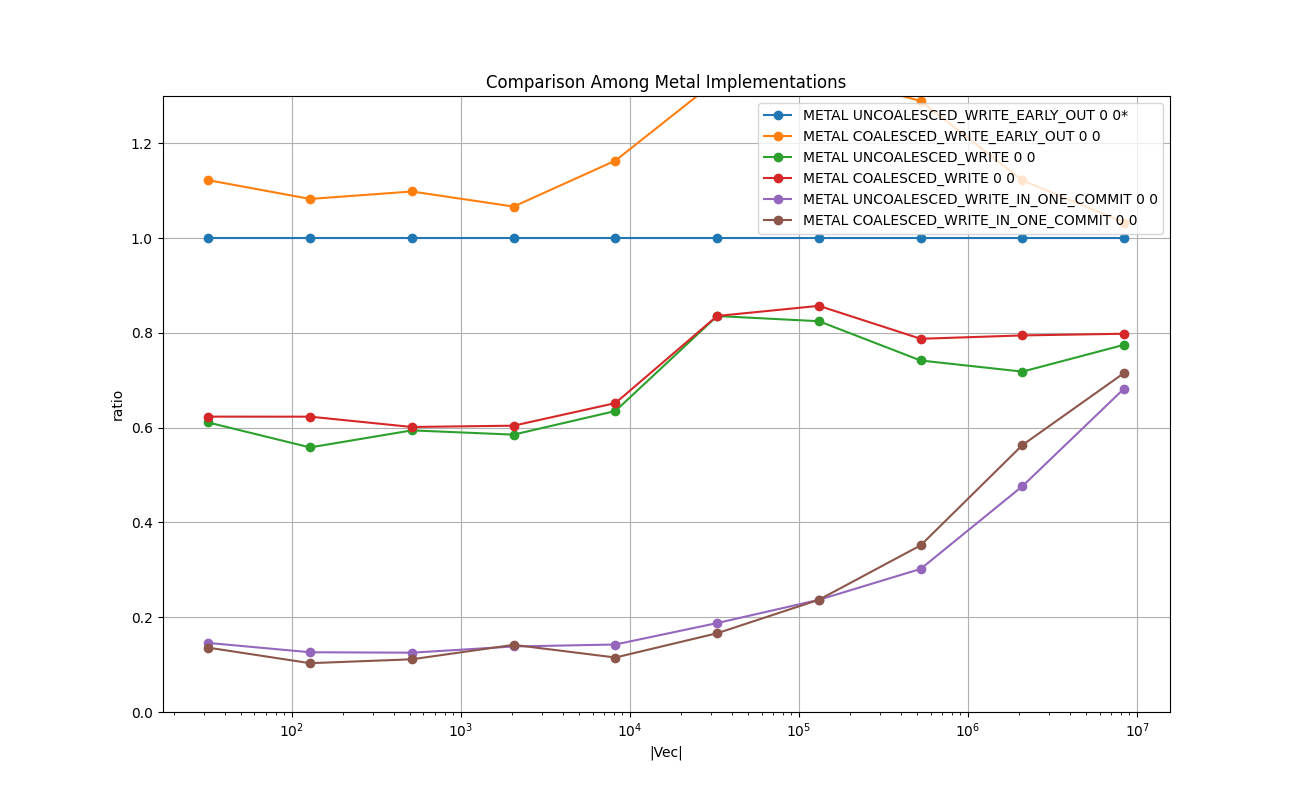 Comparison Among Metal Implementations
METAL UNCOALESCED_WRITE_EARLY_OUT 0 0*
METAL COALESCED_WRITE_EARLY_OUT 0 0
METAL UNCOALESCED_WRITE 0 0
METAL COALESCED_WRITE 0 0
METAL UNCOALESCED_WRITE_IN_ONE_COMMIT 0 0
METAL COALESCED_WRITE_IN_ONE_COMMIT 0 0
1.2
1.0
0.8
0.6
0.4
0.2
0.0
ratio
10² 10³ 10⁴ 10⁵ 10⁶ 10⁷
|Vec|